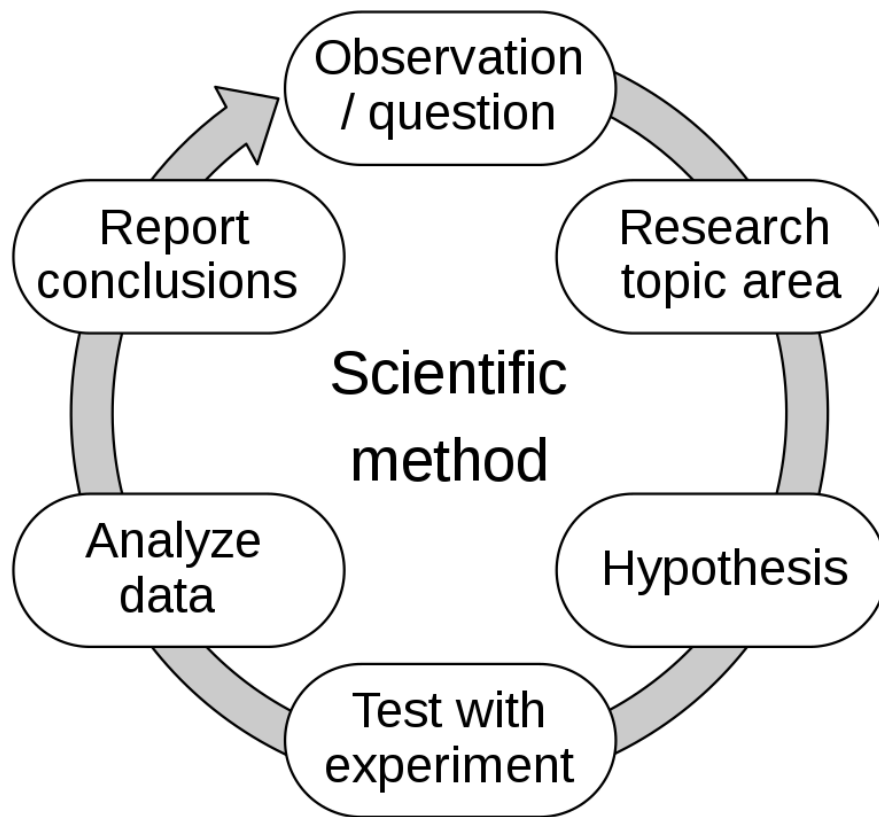 Observation
/ question
Research
topic area
Hypothesis
Test with
experiment
Analyze
data
Report
conclusions
Scientific
method